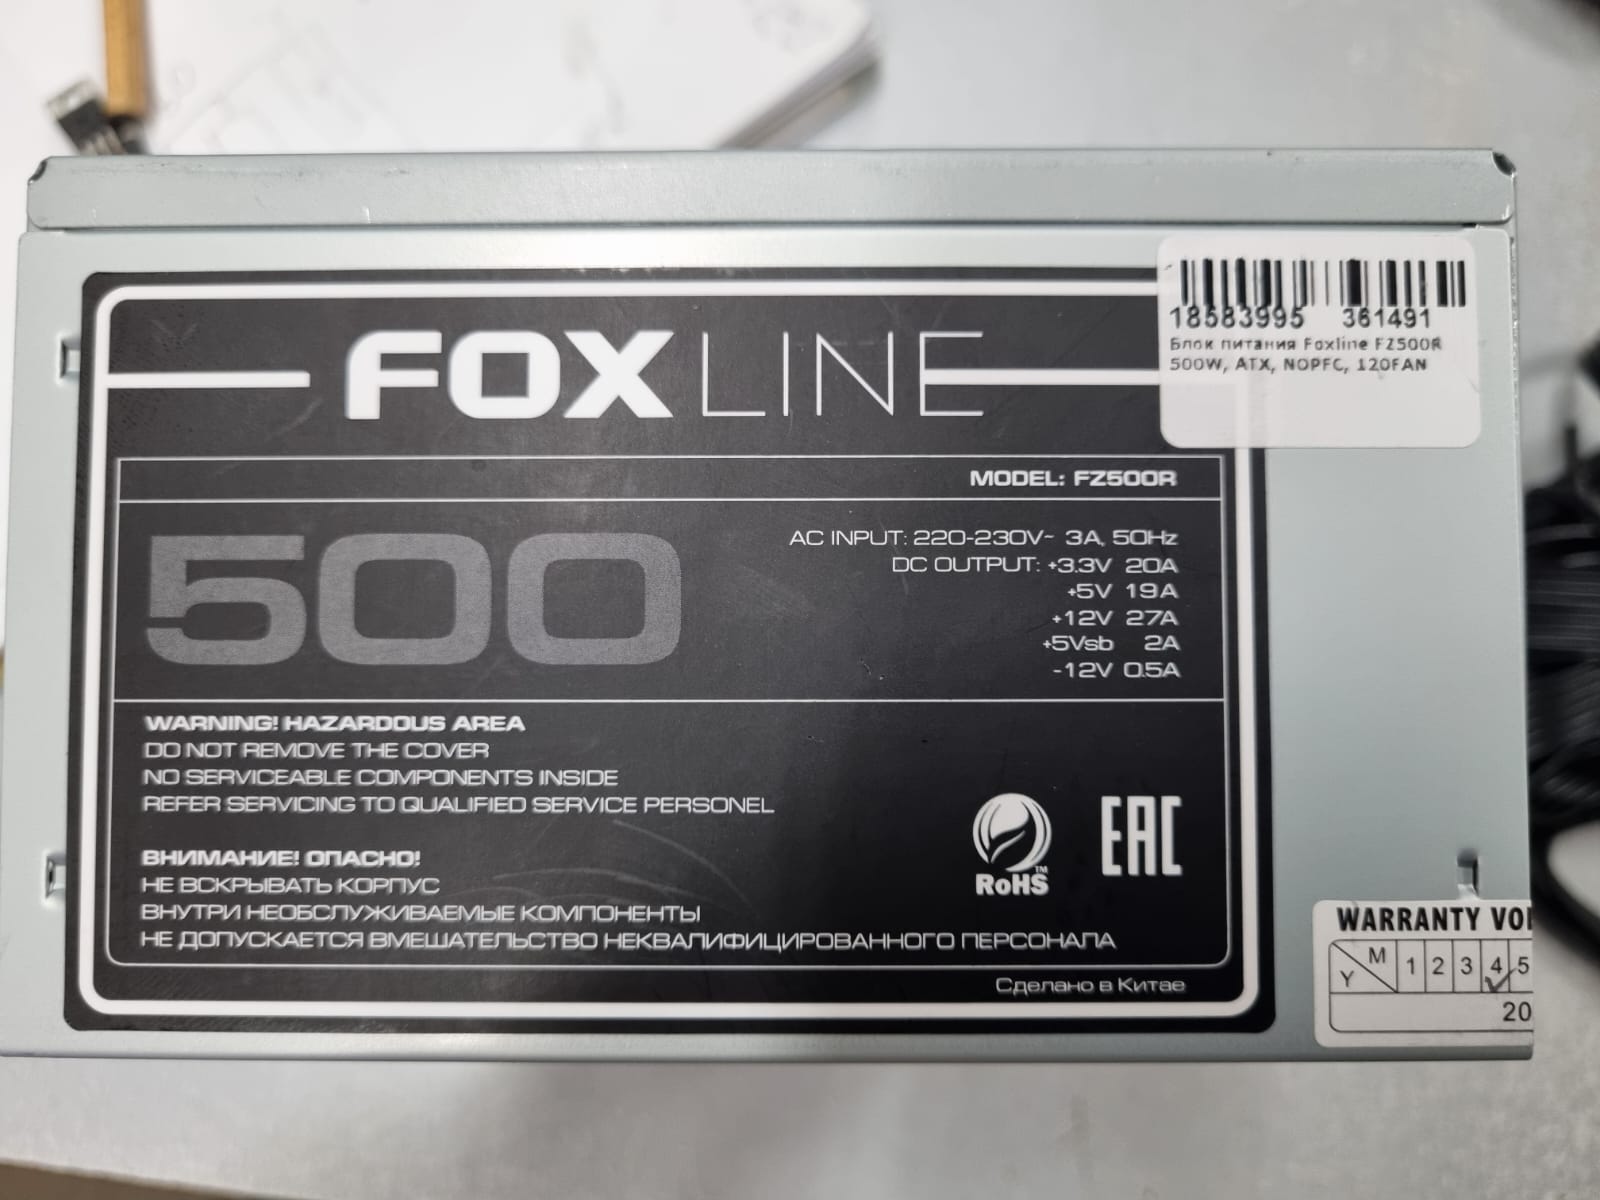 18583995 361491
Блок питания Foxline FZ500R
500W, ATX, NOPFC, 120FAN
FOXLINE
MODEL: FZ500R
500
AC INPUT: 220-230V~ 3A, 50Hz
DC OUTPUT: +3.3V 20A
+5V 19A
+12V 27A
+5Vsb 2A
-12V 0.5A
WARNING! HAZARDOUS AREA
DO NOT REMOVE THE COVER
NO SERVICEABLE COMPONENTS INSIDE
REFER SERVICING TO QUALIFIED SERVICE PERSONEL
ВНИМАНИЕ! ОПАСНО!
НЕ ВСКРЫВАТЬ КОРПУС
ВНУТРИ НЕОБСЛУЖИВАЕМЫЕ КОМПОНЕНТЫ
НЕ ДОПУСКАЕТСЯ ВМЕШАТЕЛЬСТВО НЕКВАЛИФИЦИРОВАННОГО ПЕРСОНАЛА
RoHS™
EAC
Сделано в Китае
WARRANTY VOI
M
Y
1 2 3 4 5
20